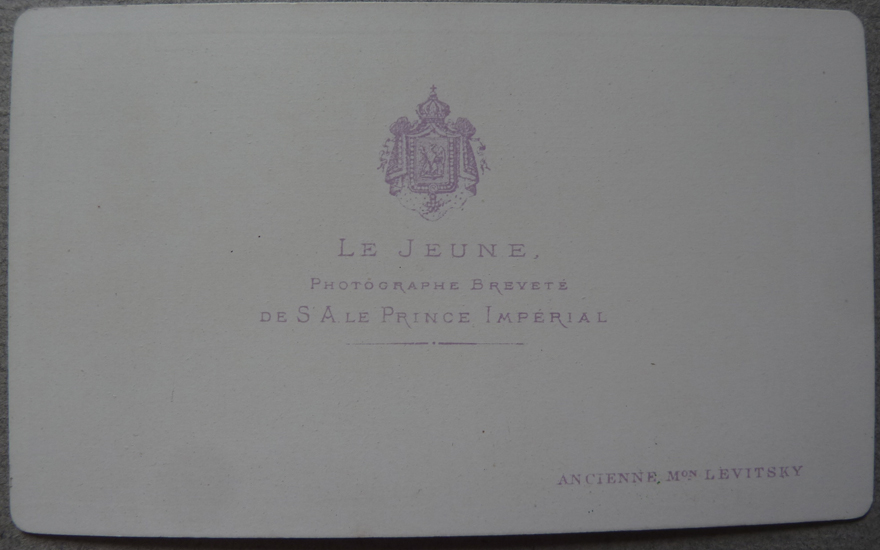 LE JEUNE,
PHOTOGRAPHE BREVETÉ
DE S. A. LE PRINCE IMPÉRIAL
ANCIENNE, MON LEVITSKY